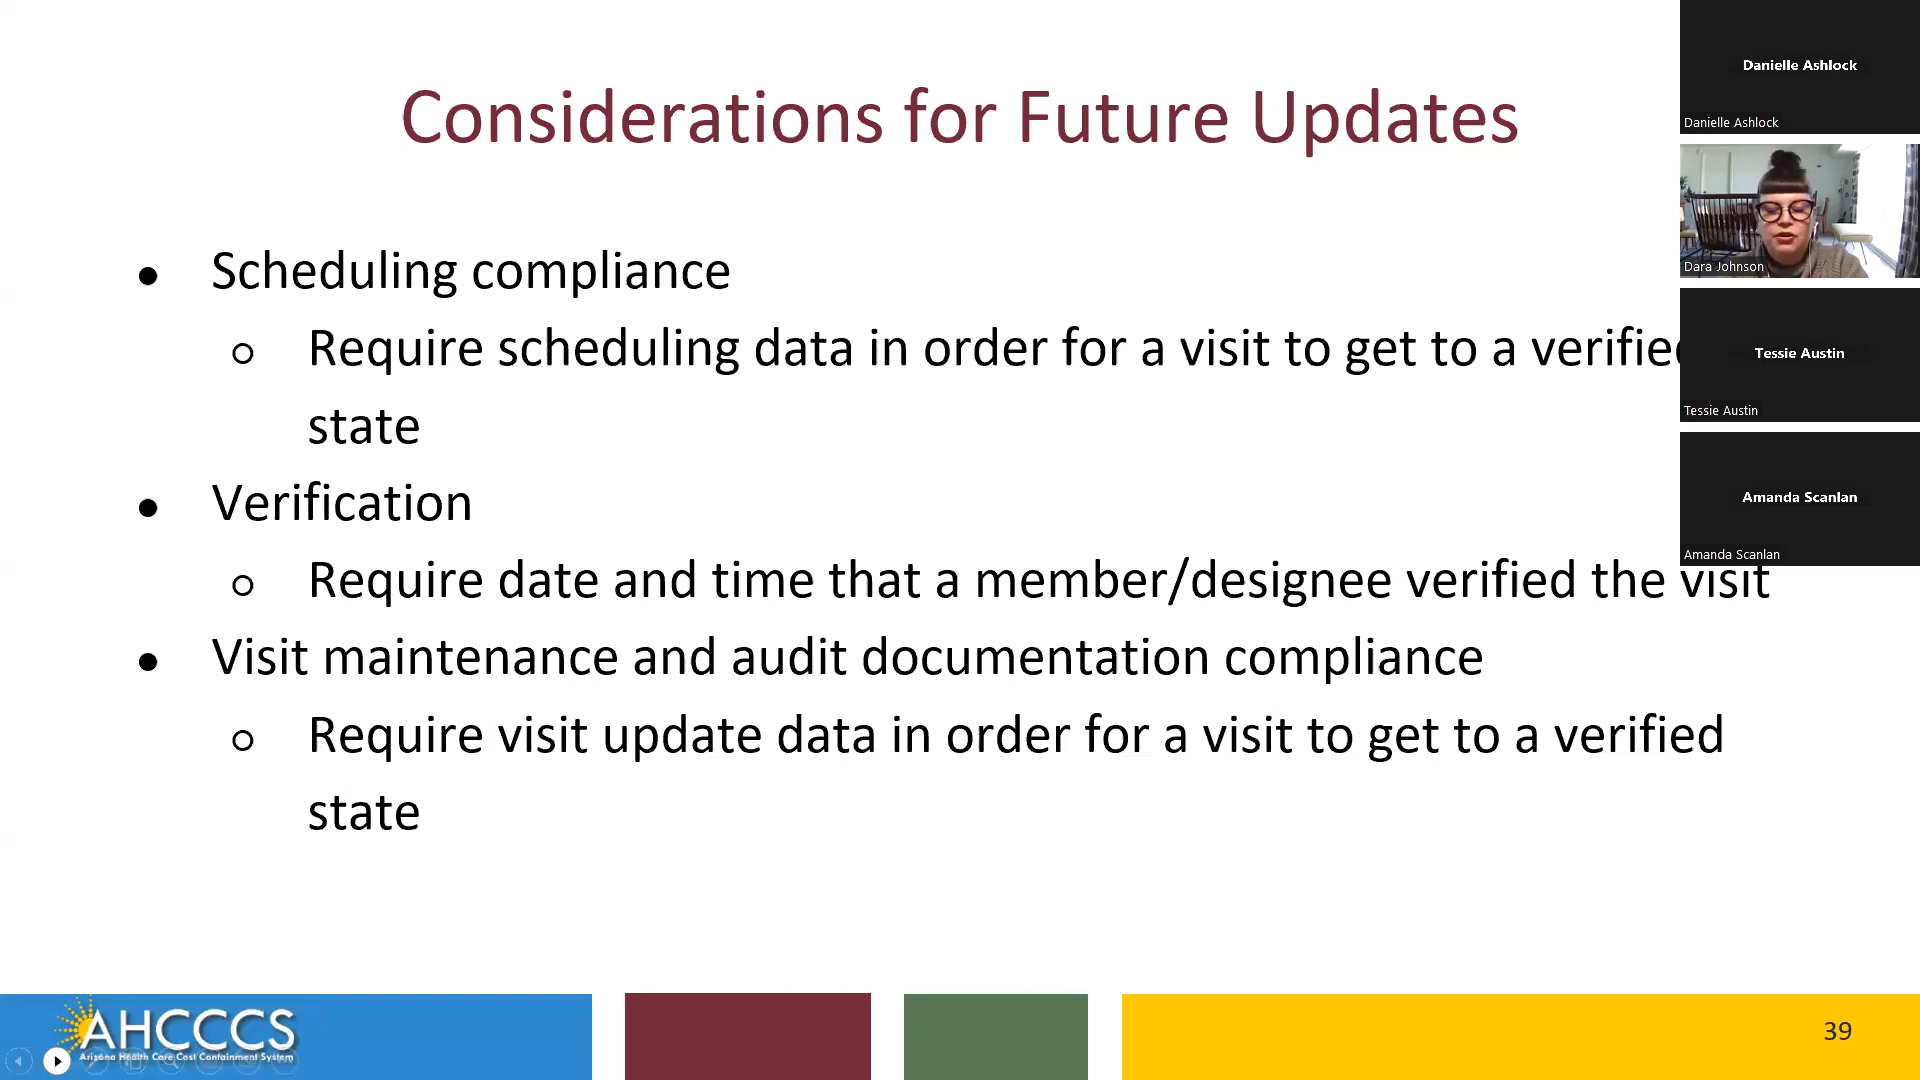 Considerations for Future Updates
● Scheduling compliance
○ Require scheduling data in order for a visit to get to a verified
state
● Verification
○ Require date and time that a member/designee verified the visit
● Visit maintenance and audit documentation compliance
○ Require visit update data in order for a visit to get to a verified
state
Danielle Ashlock
Danielle Ashlock
Dara Johnson
Tessie Austin
Tessie Austin
Amanda Scanlan
Amanda Scanlan
AHCCCS
Arizona Health Care Cost Containment System
39